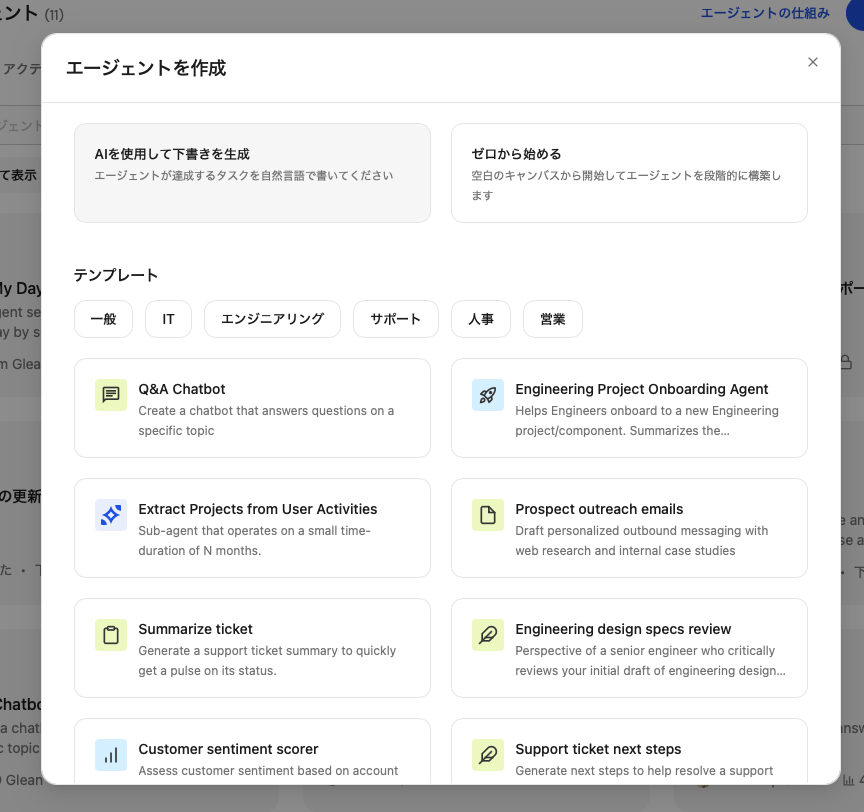 ェント (11)
エージェントの仕組み
アクテ
ェント
て表示
エージェントを作成
AIを使用して下書きを生成
エージェントが達成するタスクを自然言語で書いてください
ゼロから始める
空白のキャンバスから開始してエージェントを段階的に構築し
ます
テンプレート
一般
IT
エンジニアリング
サポート
人事
営業
Q&A Chatbot
Create a chatbot that answers questions on a
specific topic
Engineering Project Onboarding Agent
Helps Engineers onboard to a new Engineering
project/component. Summarizes the...
Extract Projects from User Activities
Sub-agent that operates on a small time-
duration of N months.
Prospect outreach emails
Draft personalized outbound messaging with
web research and internal case studies
Summarize ticket
Generate a support ticket summary to quickly
get a pulse on its status.
Engineering design specs review
Perspective of a senior engineer who critically
reviews your initial draft of engineering design...
Customer sentiment scorer
Assess customer sentiment based on account
Support ticket next steps
Generate next steps to help resolve a support
My Day
gent se
ay by s
m Glea
の更新
た・下
Chatbo
a chat
c topic
Glean
ポー
e an
se a
・下
answ